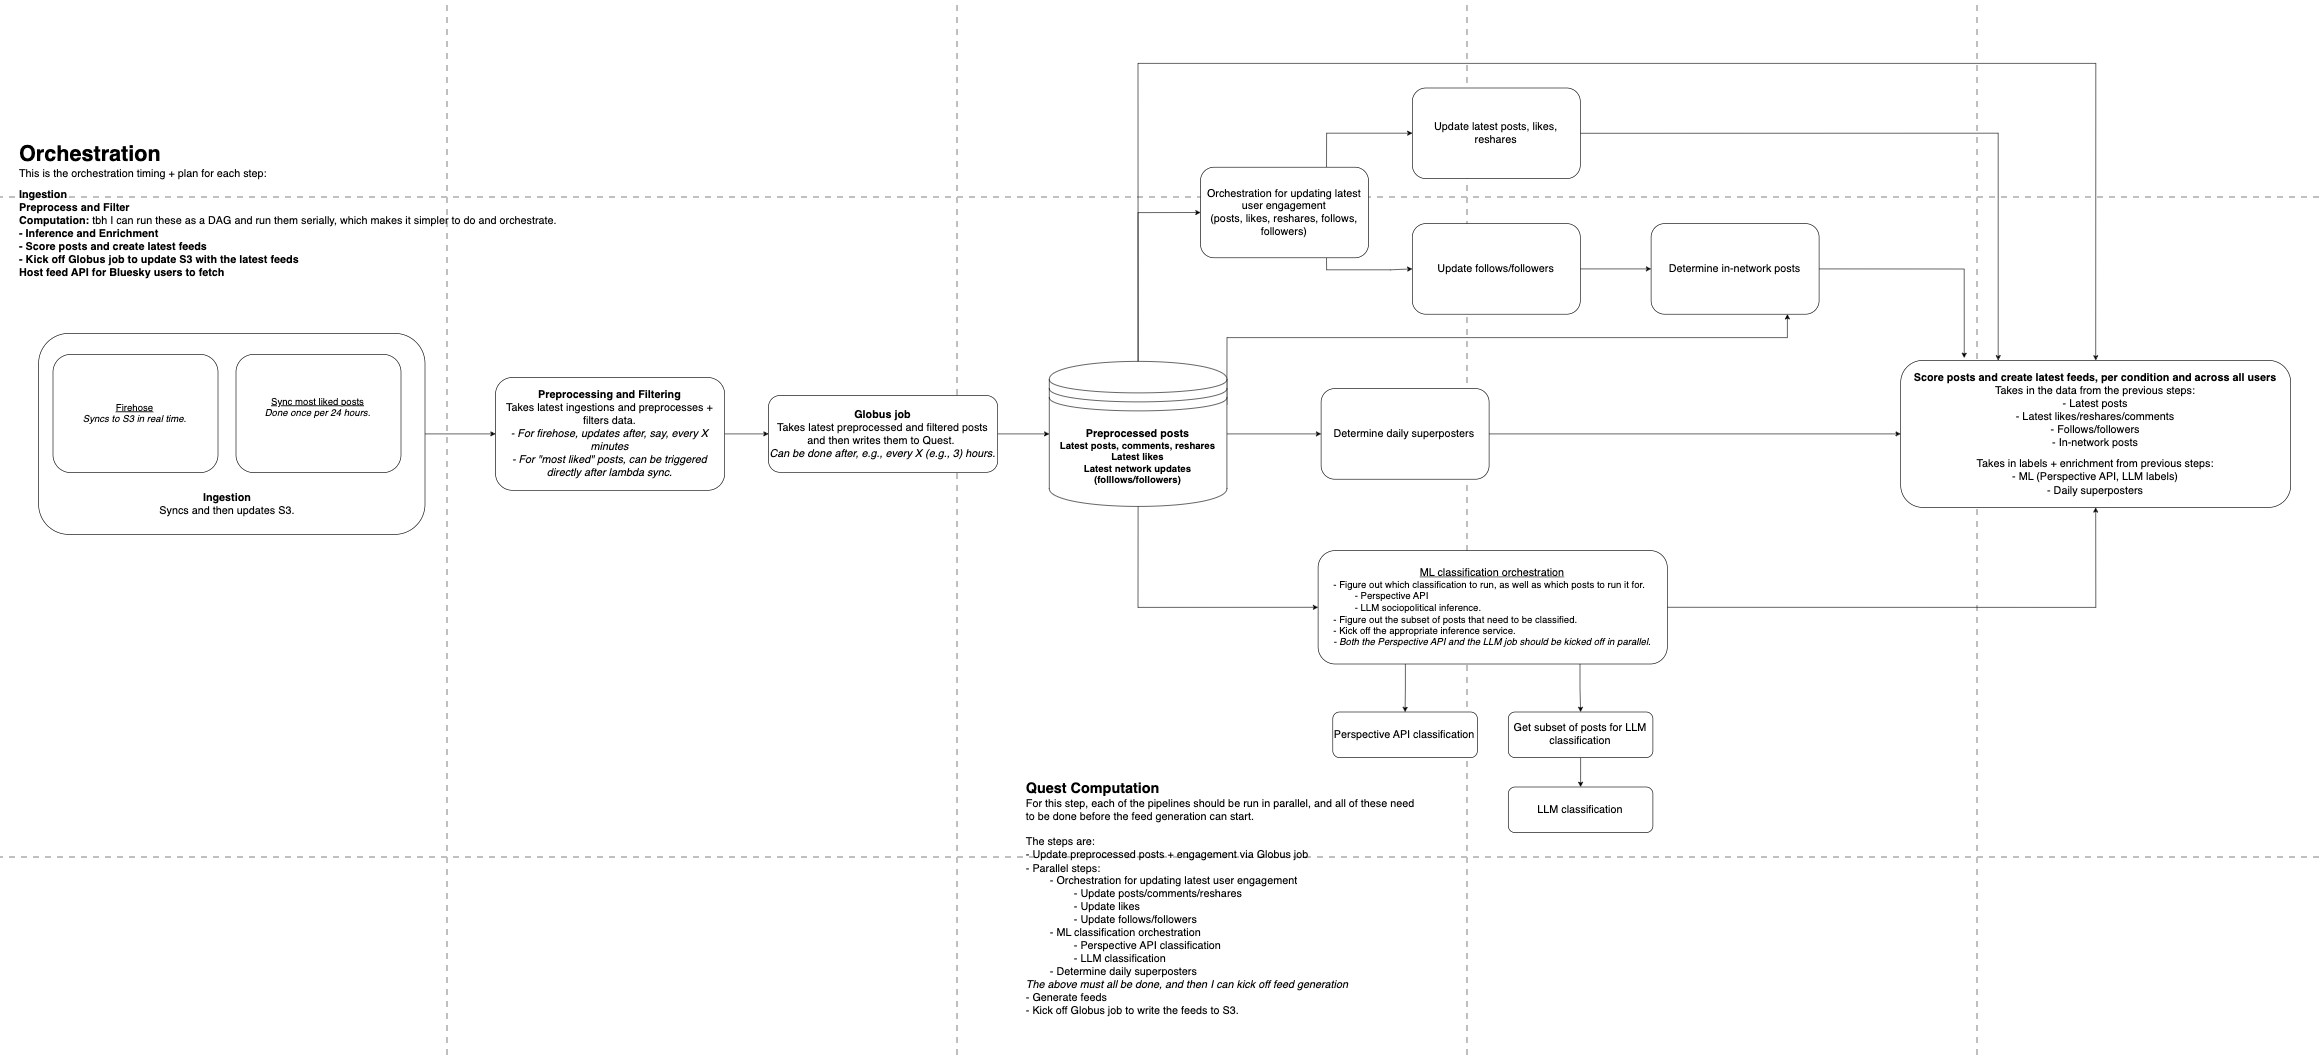 Orchestration
This is the orchestration timing + plan for each step:
Ingestion
Preprocess and Filter
Computation: tbh I can run these as a DAG and run them serially, which makes it simpler to do and orchestrate.
- Inference and Enrichment
- Score posts and create latest feeds
- Kick off Globus job to update S3 with the latest feeds
Host feed API for Bluesky users to fetch
Firehose
Syncs to S3 in real time.
Sync most liked posts
Done once per 24 hours.
Ingestion
Syncs and then updates S3.
Preprocessing and Filtering
Takes latest ingestions and preprocesses +
filters data.
- For firehose, updates after, say, every X
minutes
- For "most liked" posts, can be triggered
directly after lambda sync.
Globus job
Takes latest preprocessed and filtered posts
and then writes them to Quest.
Can be done after, e.g., every X (e.g., 3) hours.
Preprocessed posts
Latest posts, comments, reshares
Latest likes
Latest network updates
(folllows/followers)
Orchestration for updating latest
user engagement
(posts, likes, reshares, follows,
followers)
Update latest posts, likes,
reshares
Update follows/followers
Determine in-network posts
Determine daily superposters
Score posts and create latest feeds, per condition and across all users
Takes in the data from the previous steps:
- Latest posts
- Latest likes/reshares/comments
- Follows/followers
- In-network posts
Takes in labels + enrichment from previous steps:
- ML (Perspective API, LLM labels)
- Daily superposters
ML classification orchestration
- Figure out which classification to run, as well as which posts to run it for.
- Perspective API
- LLM sociopolitical inference.
- Figure out the subset of posts that need to be classified.
- Kick off the appropriate inference service.
- Both the Perspective API and the LLM job should be kicked off in parallel.
Perspective API classification
Get subset of posts for LLM
classification
LLM classification
Quest Computation
For this step, each of the pipelines should be run in parallel, and all of these need
to be done before the feed generation can start.
The steps are:
- Update preprocessed posts + engagement via Globus job
- Parallel steps:
- Orchestration for updating latest user engagement
- Update posts/comments/reshares
- Update likes
- Update follows/followers
- ML classification orchestration
- Perspective API classification
- LLM classification
- Determine daily superposters
The above must all be done, and then I can kick off feed generation
- Generate feeds
- Kick off Globus job to write the feeds to S3.